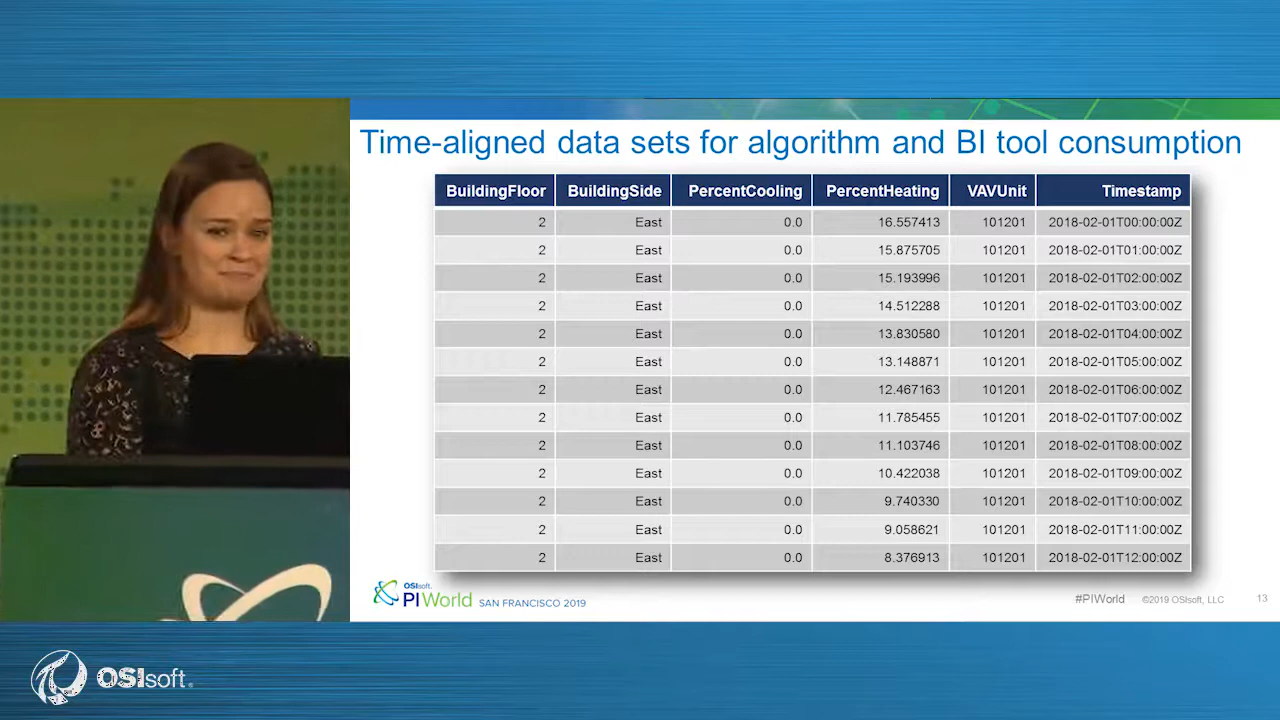 Time-aligned data sets for algorithm and BI tool consumption
BuildingFloor BuildingSide PercentCooling PercentHeating VAVUnit Timestamp
2 East 0.0 16.557413 101201 2018-02-01T00:00:00Z
2 East 0.0 15.875705 101201 2018-02-01T01:00:00Z
2 East 0.0 15.193996 101201 2018-02-01T02:00:00Z
2 East 0.0 14.512288 101201 2018-02-01T03:00:00Z
2 East 0.0 13.830580 101201 2018-02-01T04:00:00Z
2 East 0.0 13.148871 101201 2018-02-01T05:00:00Z
2 East 0.0 12.467163 101201 2018-02-01T06:00:00Z
2 East 0.0 11.785455 101201 2018-02-01T07:00:00Z
2 East 0.0 11.103746 101201 2018-02-01T08:00:00Z
2 East 0.0 10.422038 101201 2018-02-01T09:00:00Z
2 East 0.0 9.740330 101201 2018-02-01T10:00:00Z
2 East 0.0 9.058621 101201 2018-02-01T11:00:00Z
2 East 0.0 8.376913 101201 2018-02-01T12:00:00Z
OSIsoft.
PI World SAN FRANCISCO 2019 #PIWorld ©2019 OSIsoft, LLC 13
OSIsoft.